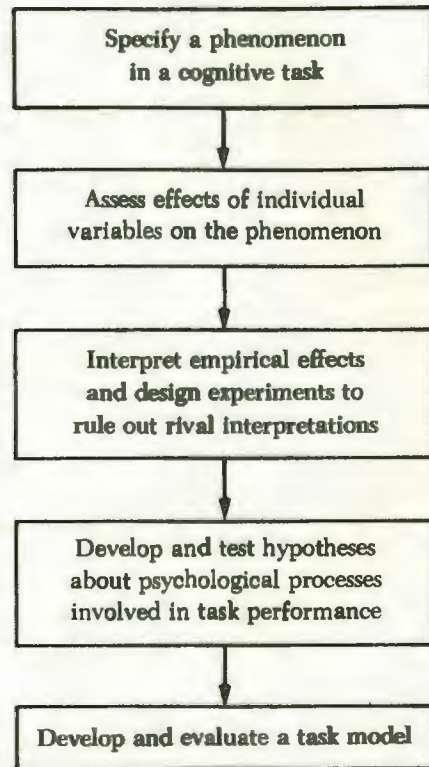 Specify a phenomenon
in a cognitive task
Assess effects of individual
variables on the phenomenon
Interpret empirical effects
and design experiments to
rule out rival interpretations
Develop and test hypotheses
about psychological processes
involved in task performance
Develop and evaluate a task model